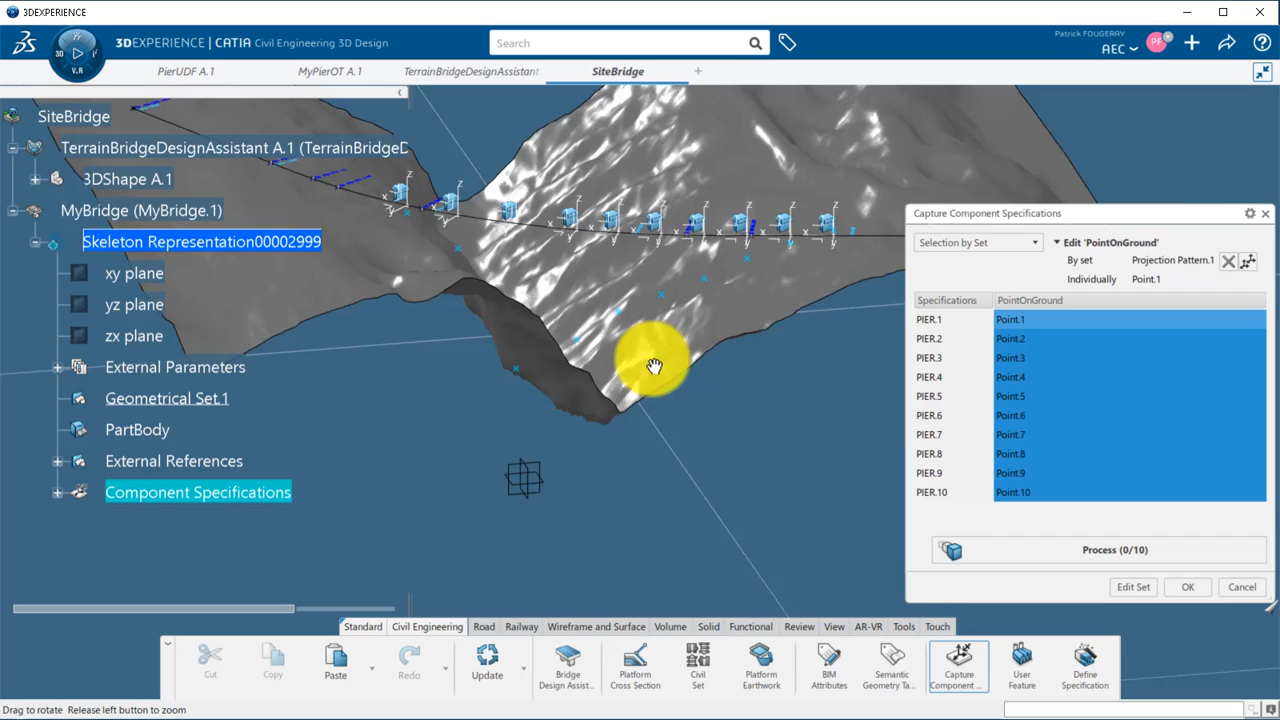 3DEXPERIENCE
3DEXPERIENCE | CATIA Civil Engineering 3D Design
Search
Patrick FOUGERAY
AEC
PF
3D
V.R
PierUDF A.1
MyPierOT A.1
TerrainBridgeDesignAssistant
SiteBridge
SiteBridge
TerrainBridgeDesignAssistant A.1 (TerrainBridgeD
3DShape A.1
MyBridge (MyBridge.1)
Skeleton Representation00002999
xy plane
yz plane
zx plane
External Parameters
Geometrical Set.1
PartBody
External References
Component Specifications
Capture Component Specifications
Selection by Set
Edit 'PointOnGround'
By set Projection Pattern.1
Individually Point.1
Specifications PointOnGround
PIER.1 Point.1
PIER.2 Point.2
PIER.3 Point.3
PIER.4 Point.4
PIER.5 Point.5
PIER.6 Point.6
PIER.7 Point.7
PIER.8 Point.8
PIER.9 Point.9
PIER.10 Point.10
Process (0/10)
Edit Set OK Cancel
Standard Civil Engineering Road Railway Wireframe and Surface Volume Solid Functional Review View AR-VR Tools Touch
Cut
Copy
Paste
Redo
Update
Bridge Design Assist...
Platform Cross Section
Civil Set
Platform Earthwork
BIM Attributes
Semantic Geometry Ta...
Capture Component ...
User Feature
Define Specification
Drag to rotate Release left button to zoom